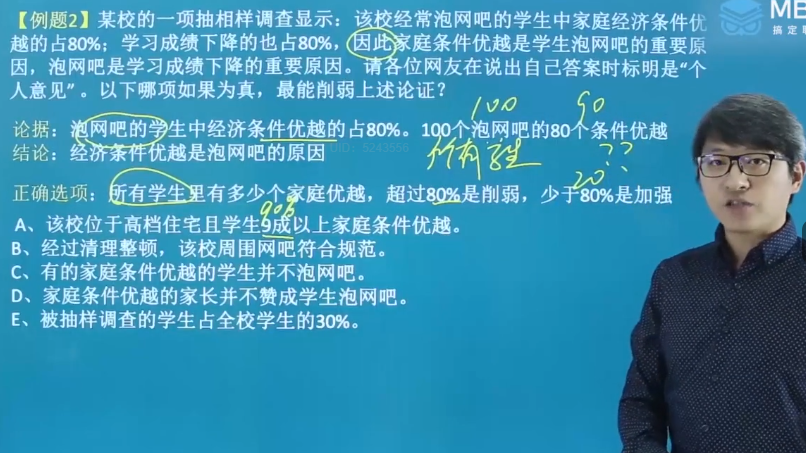 【例题2】某校的一项抽相样调查显示：该校经常泡网吧的学生中家庭经济条件优
越的占80%；学习成绩下降的也占80%，因此家庭条件优越是学生泡网吧的重要原
因，泡网吧是学习成绩下降的重要原因。请各位网友在说出自己答案时标明是“个
人意见”。以下哪项如果为真，最能削弱上述论证？
MB
搞定
100 90
论据：泡网吧的学生中经济条件优越的占80%。100个泡网吧的80个条件优越
结论：经济条件优越是泡网吧的原因
所有学生 ??
20
正确选项：所有学生里有多少个家庭优越，超过80%是削弱，少于80%是加强
90%
A、该校位于高档住宅且学生9成以上家庭条件优越。
B、经过清理整顿，该校周围网吧符合规范。
C、有的家庭条件优越的学生并不泡网吧。
D、家庭条件优越的家长并不赞成学生泡网吧。
E、被抽样调查的学生占全校学生的30%。